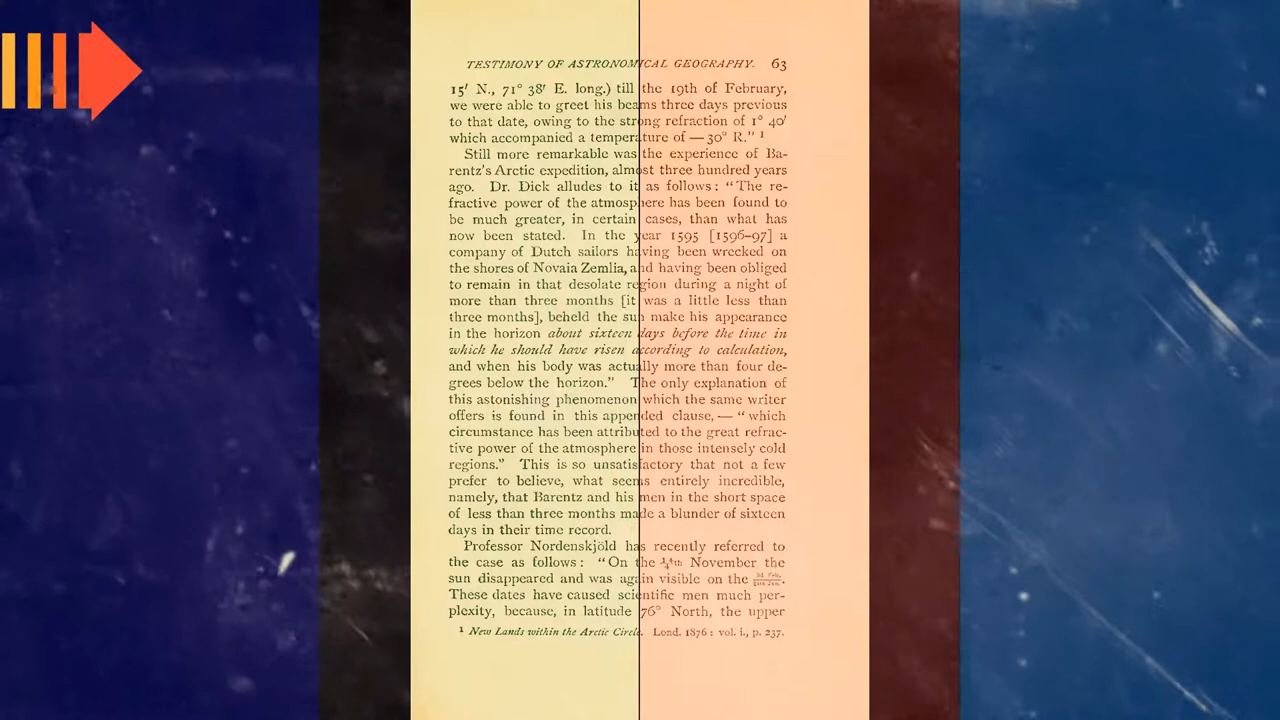 TESTIMONY OF ASTRONOMICAL GEOGRAPHY. 63
15′ N., 71° 38′ E. long.) till the 19th of February,
we were able to greet his beams three days previous
to that date, owing to the strong refraction of 1° 40′
which accompanied a temperature of — 30° R.” ¹
Still more remarkable was the experience of Ba-
rentz’s Arctic expedition, almost three hundred years
ago. Dr. Dick alludes to it as follows: “The re-
fractive power of the atmosphere has been found to
be much greater, in certain cases, than what has
now been stated. In the year 1595 [1596–97] a
company of Dutch sailors having been wrecked on
the shores of Novaia Zemlia, and having been obliged
to remain in that desolate region during a night of
more than three months [it was a little less than
three months], beheld the sun make his appearance
in the horizon about sixteen days before the time in
which he should have risen according to calculation,
and when his body was actually more than four de-
grees below the horizon.” The only explanation of
this astonishing phenomenon which the same writer
offers is found in this appended clause, — “which
circumstance has been attributed to the great refrac-
tive power of the atmosphere in those intensely cold
regions.” This is so unsatisfactory that not a few
prefer to believe, what seems entirely incredible,
namely, that Barentz and his men in the short space
of less than three months made a blunder of sixteen
days in their time record.
Professor Nordenskjöld has recently referred to
the case as follows: “On the November the
sun disappeared and was again visible on the
These dates have caused scientific men much per-
plexity, because, in latitude 76° North, the upper
¹ New Lands within the Arctic Circle. Lond. 1876: vol. i., p. 237.